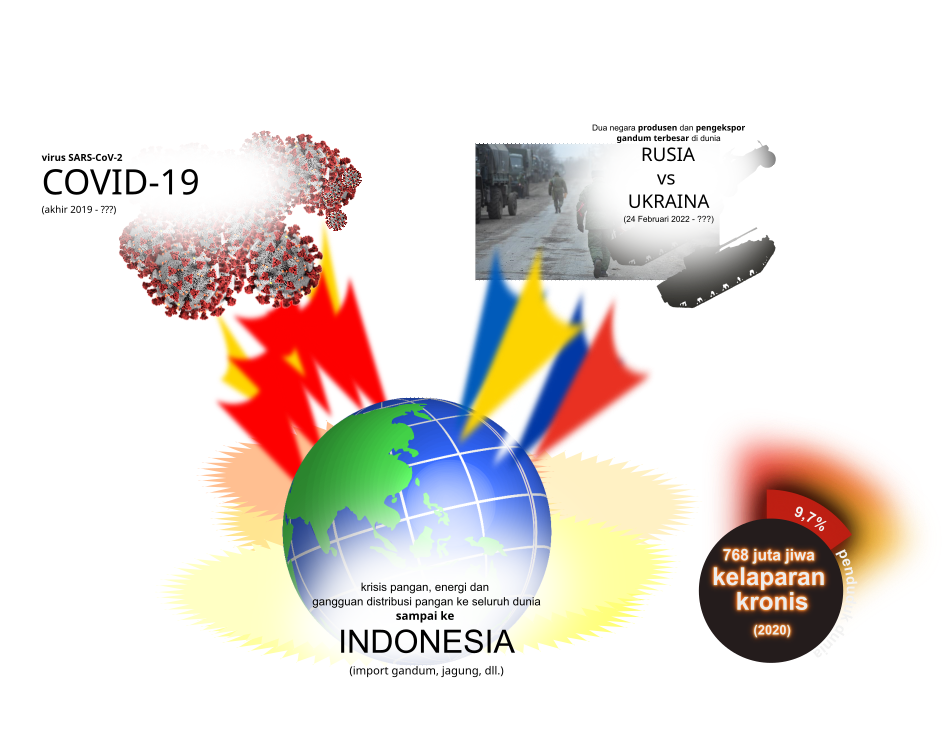 virus SARS-CoV-2
COVID-19
(akhir 2019 - ???)
Dua negara produsen dan pengekspor
gandum terbesar di dunia
RUSIA
vs
UKRAINA
(24 Februari 2022 - ???)
krisis pangan, energi dan
gangguan distribusi pangan ke seluruh dunia
sampai ke
INDONESIA
(import gandum, jagung, dll.)
9,7%
768 juta jiwa
kelaparan
kronis
(2020)